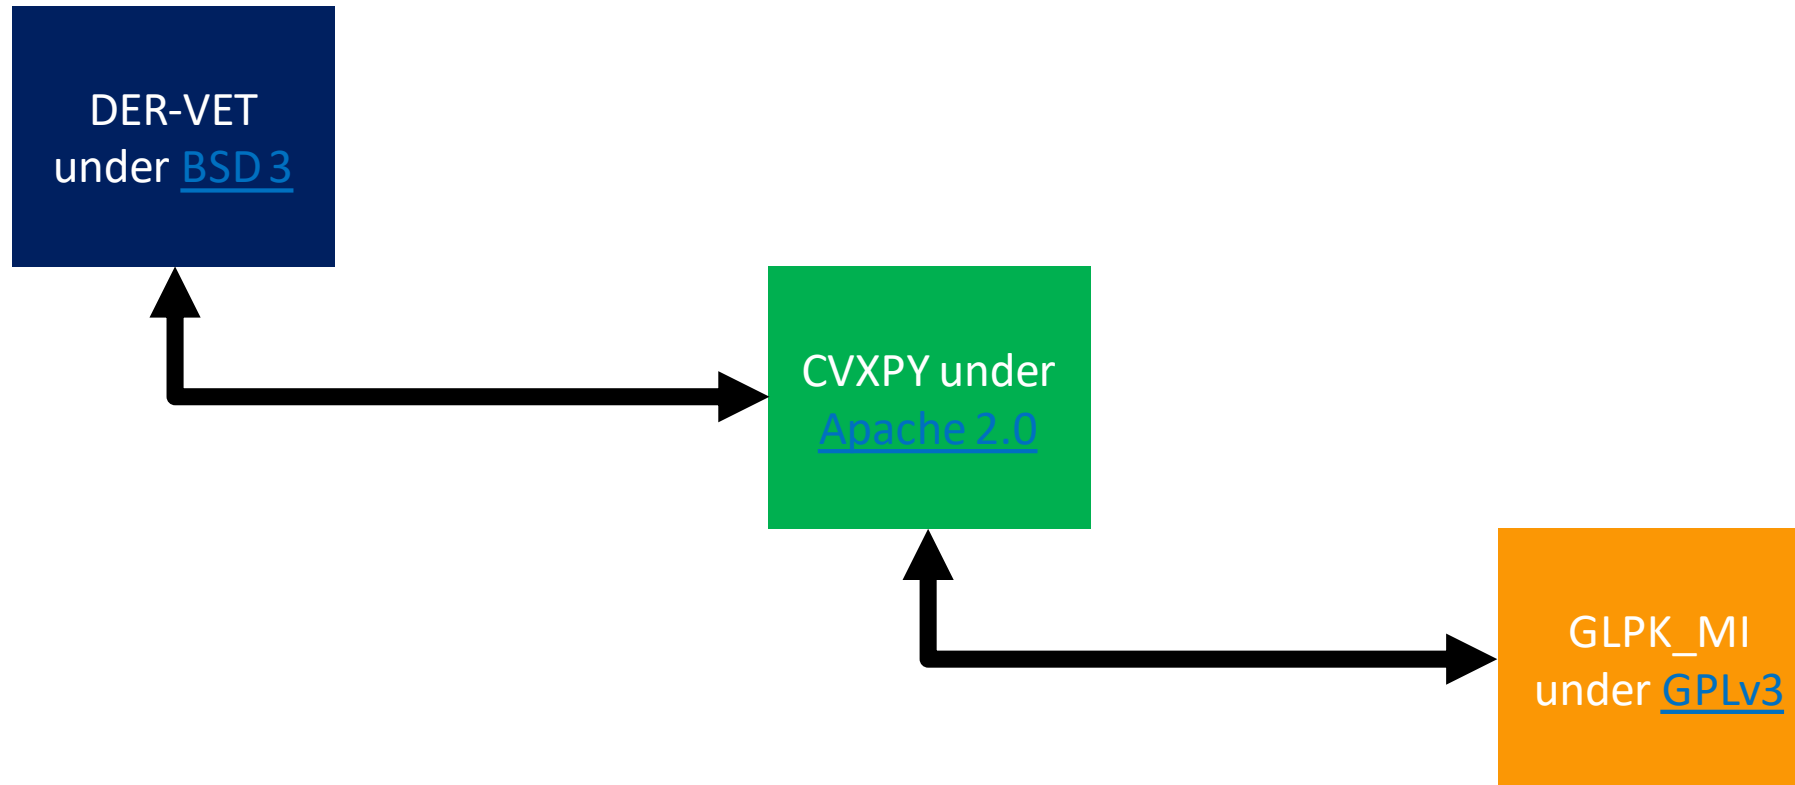 DER-VET
under BSD 3
CVXPY under
Apache 2.0
GLPK_MI
under GPLv3